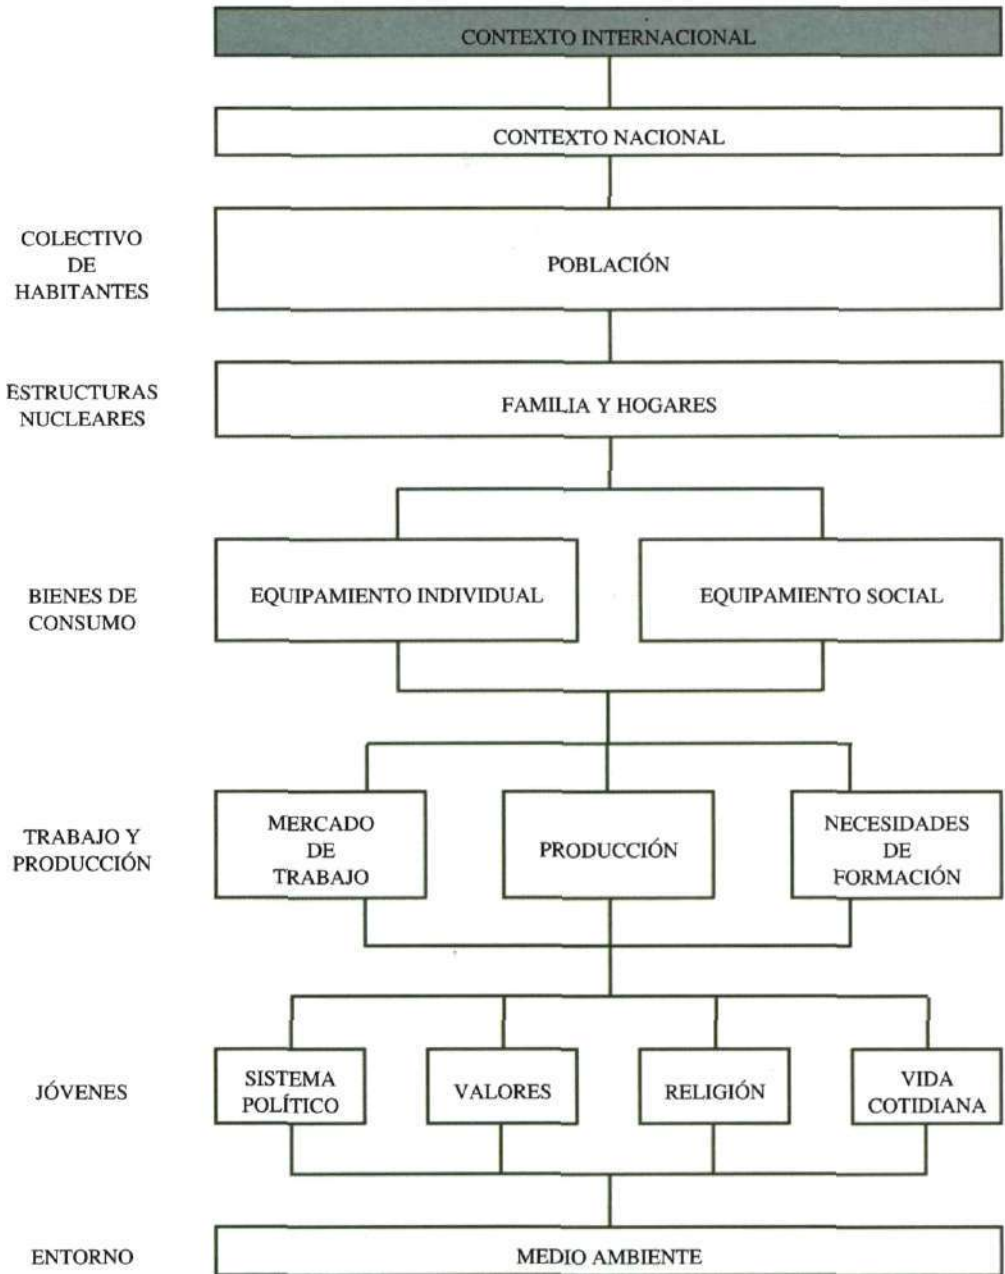 CONTEXTO INTERNACIONAL
CONTEXTO NACIONAL
COLECTIVO
DE
HABITANTES
POBLACIÓN
ESTRUCTURAS
NUCLEARES
FAMILIA Y HOGARES
BIENES DE
CONSUMO
EQUIPAMIENTO INDIVIDUAL
EQUIPAMIENTO SOCIAL
TRABAJO Y
PRODUCCIÓN
MERCADO
DE
TRABAJO
PRODUCCIÓN
NECESIDADES
DE
FORMACIÓN
JÓVENES
SISTEMA
POLÍTICO
VALORES
RELIGIÓN
VIDA
COTIDIANA
ENTORNO
MEDIO AMBIENTE